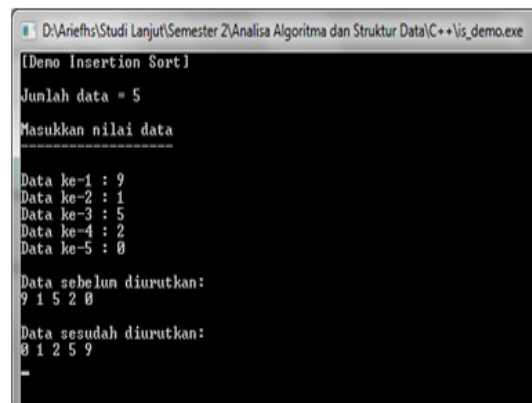 D:\Ariefhs\Studi Lanjut\Semester 2\Analisa Algoritma dan Struktur Data\C++\is_demo.exe
[Demo Insertion Sort]
Jumlah data = 5
Masukkan nilai data
-------------------
Data ke-1 : 9
Data ke-2 : 1
Data ke-3 : 5
Data ke-4 : 2
Data ke-5 : 0
Data sebelum diurutkan:
9 1 5 2 0
Data sesudah diurutkan:
0 1 2 5 9